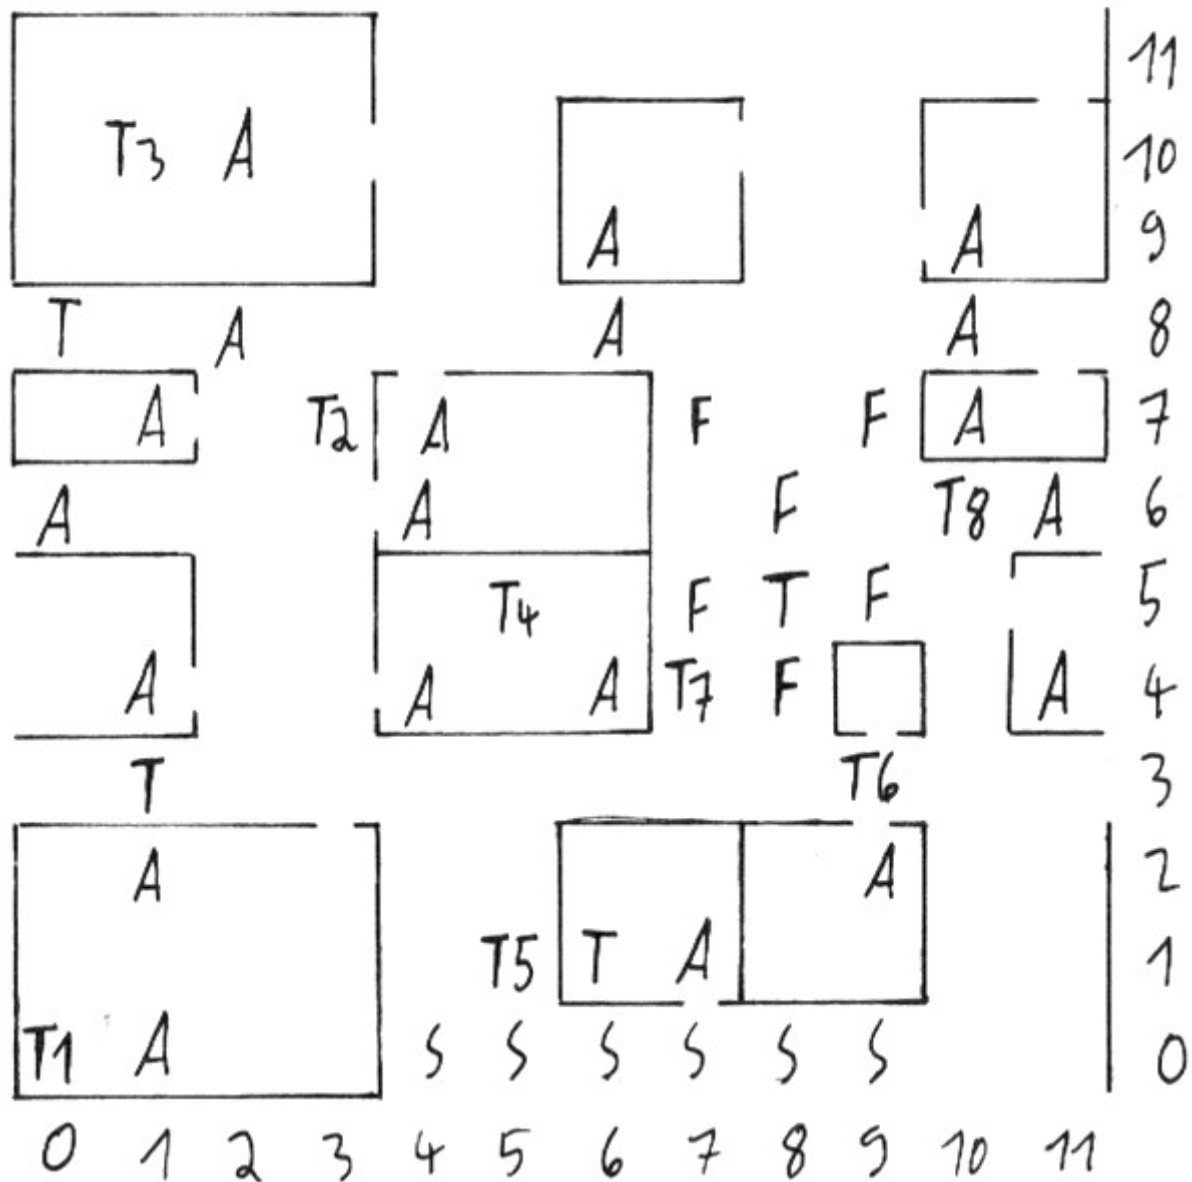 11
T3 A 10
A A 9
T A A A 8
A T2 A F F A 7
A A F T8 A 6
T4 F T F 5
A A A T7 F A 4
T T6 3
A A 2
T5 T A 1
T1 A S S S S S S 0
0 1 2 3 4 5 6 7 8 9 10 11